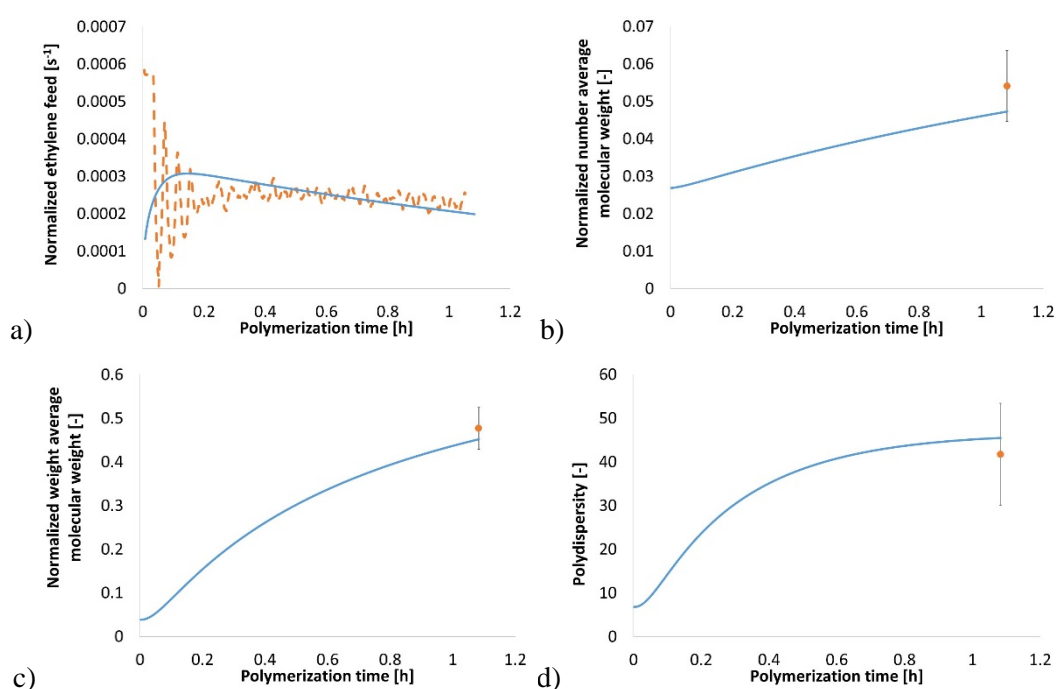 Normalized ethylene feed [s⁻¹]
0.0007
0.0006
0.0005
0.0004
0.0003
0.0002
0.0001
0
0 0.2 0.4 0.6 0.8 1 1.2
Polymerization time [h]
a)
Normalized number average
molecular weight [-]
0.07
0.06
0.05
0.04
0.03
0.02
0.01
0
0 0.2 0.4 0.6 0.8 1 1.2
Polymerization time [h]
b)
Normalized weight average
molecular weight [-]
0.6
0.5
0.4
0.3
0.2
0.1
0
0 0.2 0.4 0.6 0.8 1 1.2
Polymerization time [h]
c)
Polydispersity [-]
60
50
40
30
20
10
0
0 0.2 0.4 0.6 0.8 1 1.2
Polymerization time [h]
d)